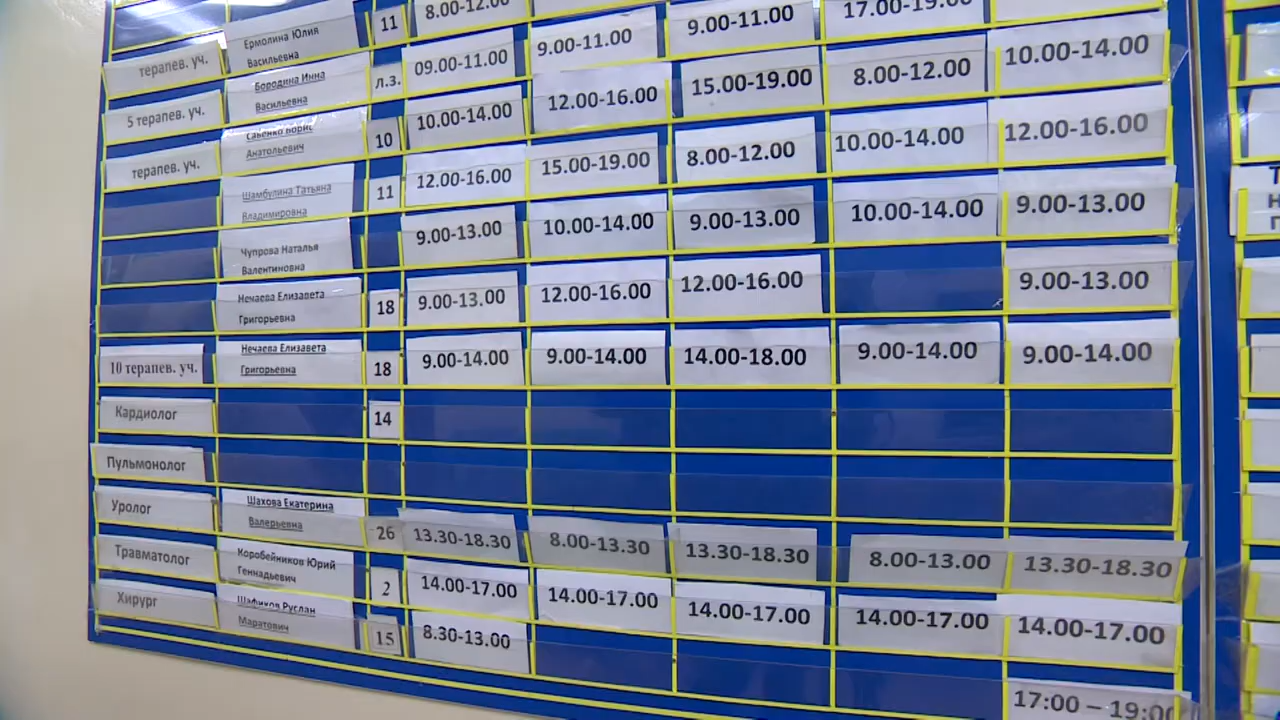 11 8.00-12.00 9.00-11.00 17.00-19.00
Ермолина Юлия
Васильевна
терапев. уч.
09.00-11.00 9.00-11.00 15.00-19.00 8.00-12.00 10.00-14.00
Бородина Инна
Васильевна
л.з.
5 терапев. уч.
10.00-14.00 12.00-16.00 8.00-12.00 10.00-14.00 12.00-16.00
Савенко Борис
Анатольевич
10
терапев. уч.
12.00-16.00 15.00-19.00 9.00-13.00 10.00-14.00 9.00-13.00
Шамбулина Татьяна
Владимировна
11
9.00-13.00 10.00-14.00 12.00-16.00 9.00-13.00
Чупрова Наталья
Валентиновна
Нечаева Елизавета
Григорьевна
18 9.00-13.00 12.00-16.00
10 терапев. уч.
Нечаева Елизавета
Григорьевна
18 9.00-14.00 9.00-14.00 14.00-18.00 9.00-14.00 9.00-14.00
Кардиолог 14
Пульмонолог
Уролог
Шахова Екатерина
Валерьевна
26 13.30-18.30 8.00-13.30 13.30-18.30 8.00-13.00 13.30-18.30
Травматолог
Коробейников Юрий
Геннадьевич
2 14.00-17.00 14.00-17.00 14.00-17.00 14.00-17.00 14.00-17.00
Хирург
Шафиков Руслан
Маратович
15 8.30-13.00
17:00 – 19:00